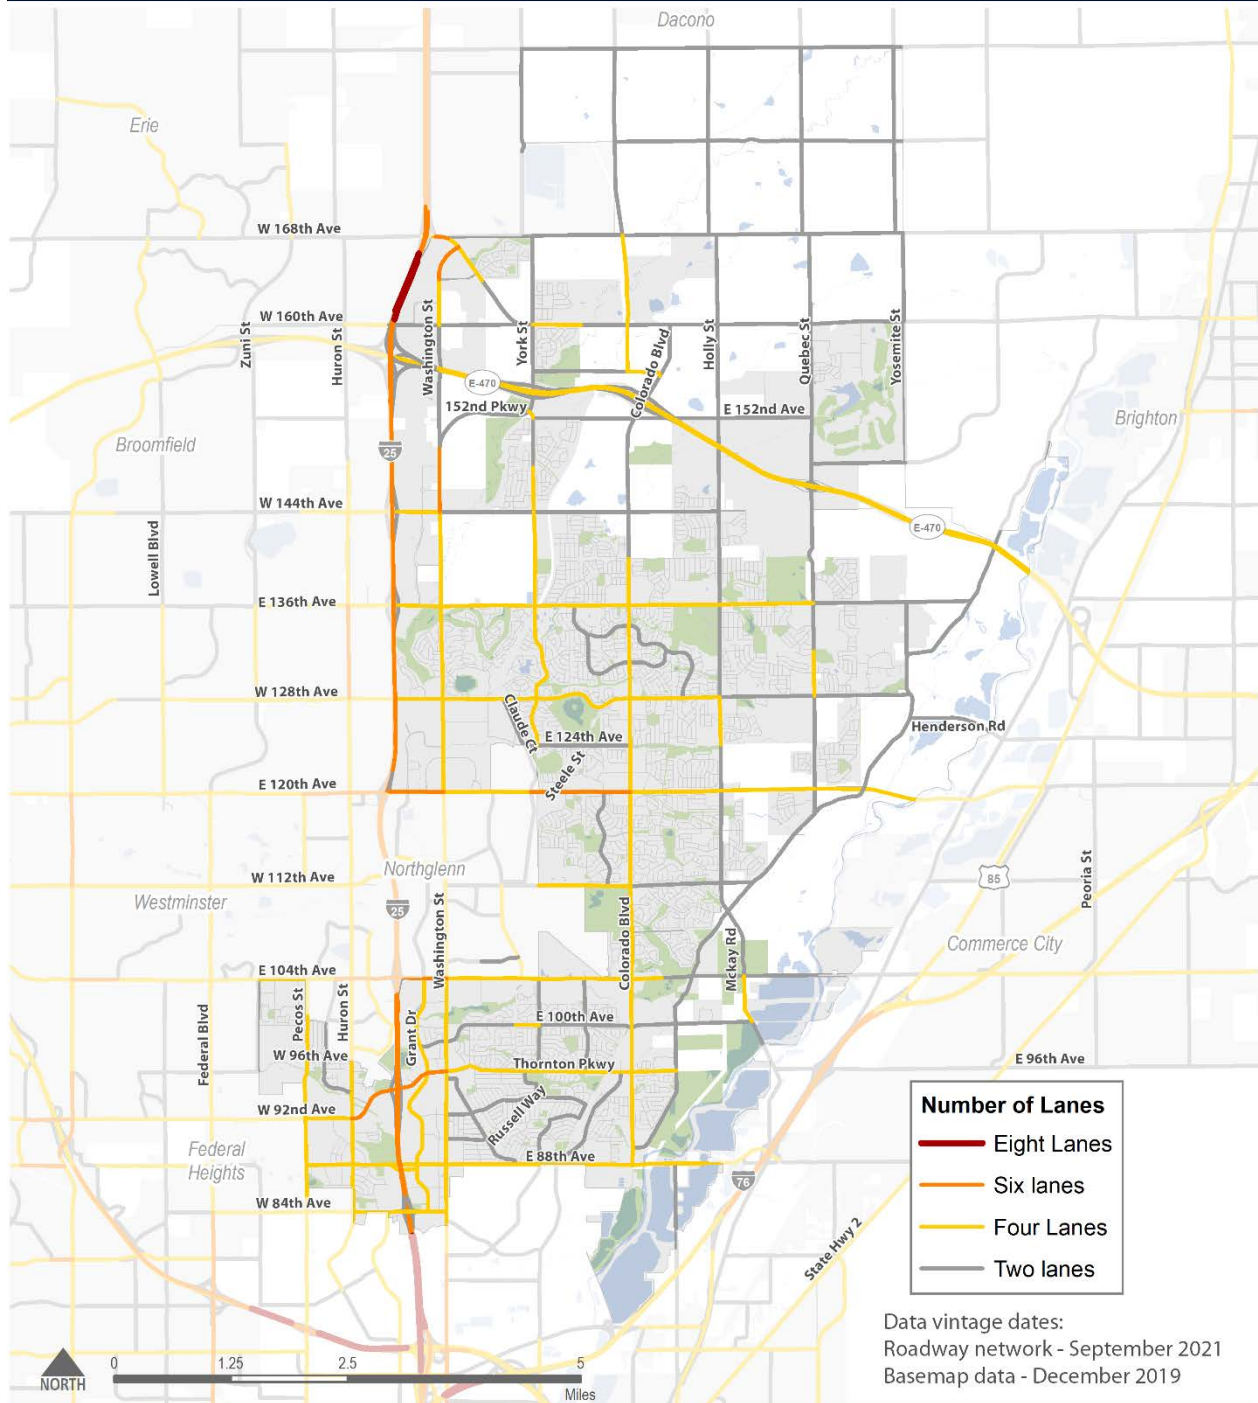 Dacono
Erie
W 168th Ave
W 160th Ave
Zuni St
Huron St
Washington St
York St
Colorado Blvd
Holly St
Quebec St
Yosemite St
E-470
152nd Pkwy
E 152nd Ave
Brighton
Broomfield
25
W 144th Ave
E-470
Lowell Blvd
E 136th Ave
W 128th Ave
Claude Ct
E 124th Ave
Henderson Rd
Steele St
E 120th Ave
Northglenn
W 112th Ave
Westminster
25
Washington St
Colorado Blvd
Mckay Rd
85
Peoria St
Commerce City
E 104th Ave
Pecos St
Huron St
Grant Dr
Federal Blvd
E 100th Ave
W 96th Ave
Thornton Pkwy
E 96th Ave
W 92nd Ave
Russell Way
Federal
Heights
E 88th Ave
76
W 84th Ave
State Hwy 2
Number of Lanes
Eight Lanes
Six lanes
Four Lanes
Two lanes
Data vintage dates:
Roadway network - September 2021
Basemap data - December 2019
NORTH
0 1.25 2.5 5
Miles